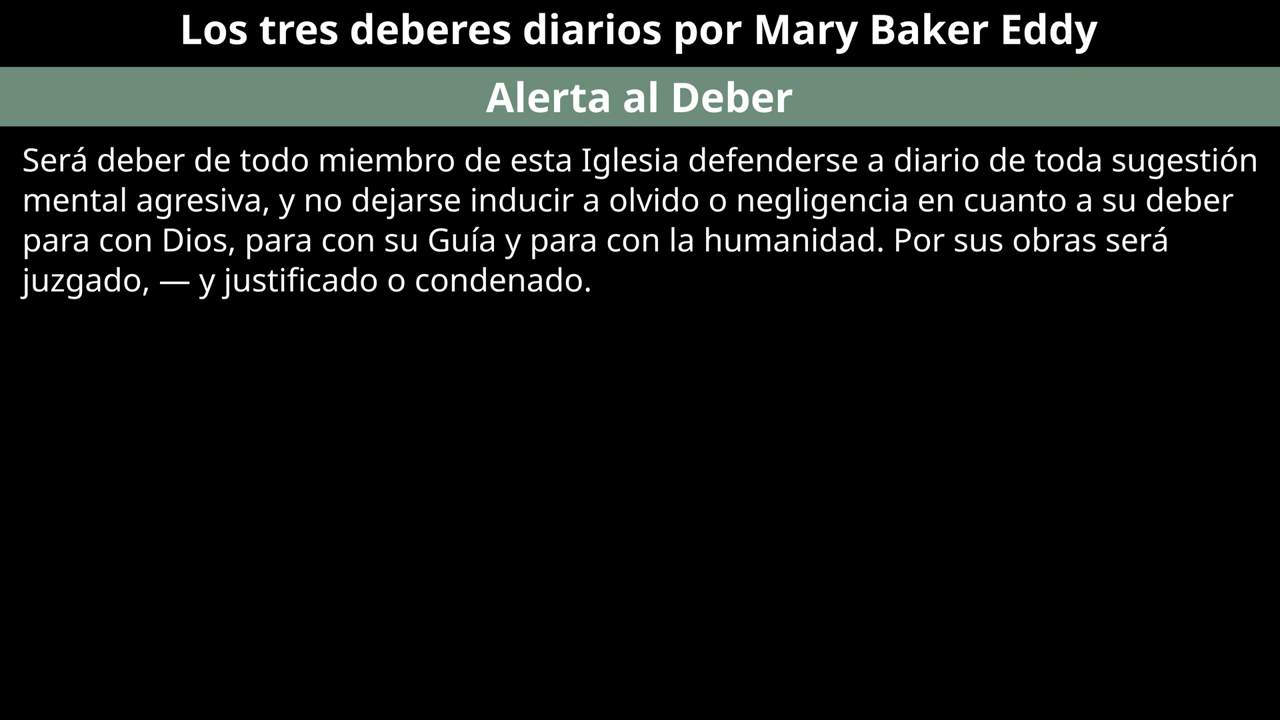 Los tres deberes diarios por Mary Baker Eddy
Alerta al Deber
Será deber de todo miembro de esta Iglesia defenderse a diario de toda sugestión
mental agresiva, y no dejarse inducir a olvido o negligencia en cuanto a su deber
para con Dios, para con su Guía y para con la humanidad. Por sus obras será
juzgado, — y justificado o condenado.